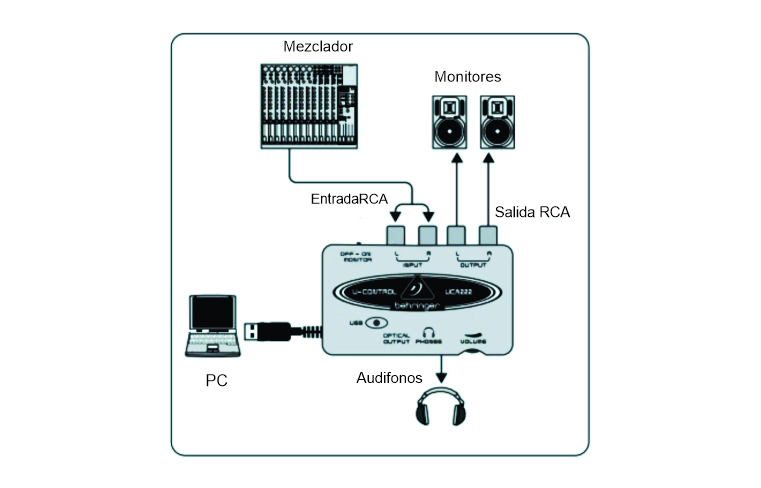 Mezclador
Monitores
EntradaRCA
Salida RCA
L R L R
OFF - ON
MONITOR
INPUT
OUTPUT
U-CONTROL
UCA222
behringer
USB
OPTICAL
OUTPUT
PHONES
VOLUME
PC
Audifonos